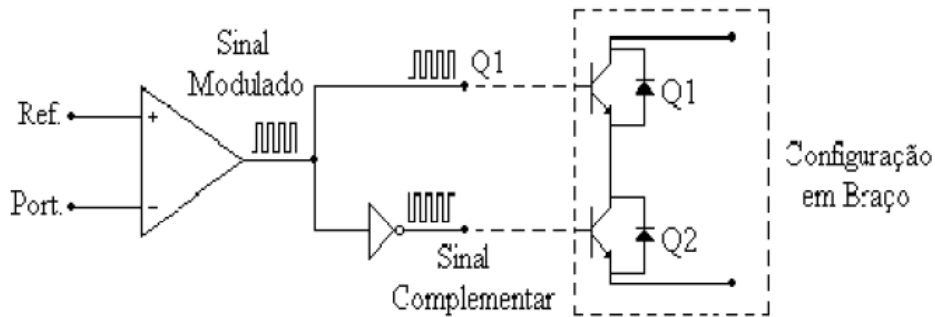 Sinal
Modulado
Ref.
+
Port.
−
Q1
Sinal
Complementar
Q1
Q2
Configuração
em Braço